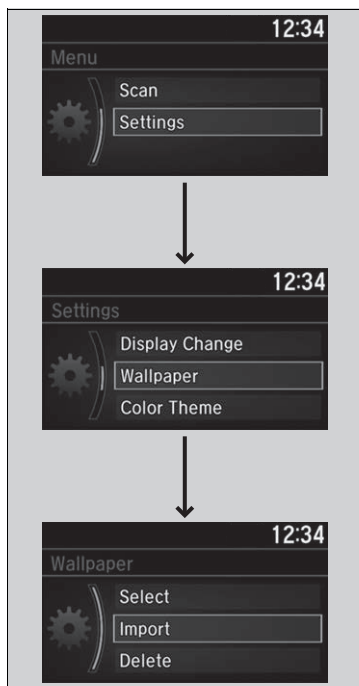 12:34
Menu
Scan
Settings
12:34
Settings
Display Change
Wallpaper
Color Theme
12:34
Wallpaper
Select
Import
Delete